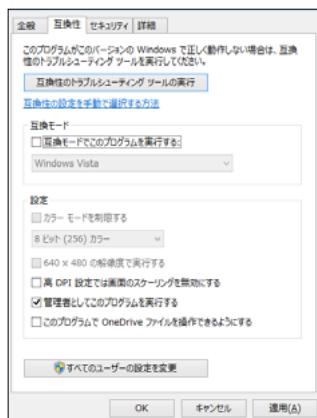 全般 互換性 セキュリティ 詳細
このプログラムがこのバージョンの Windows で正しく動作しない場合は、互換
性のトラブルシューティング ツールを実行してください。
互換性のトラブルシューティング ツールの実行
互換性の設定を手動で選択する方法
互換モード
互換モードでこのプログラムを実行する:
Windows Vista
設定
カラー モードを制限する
8 ビット (256) カラー
640 x 480 の解像度で実行する
高 DPI 設定では画面のスケーリングを無効にする
管理者としてこのプログラムを実行する
このプログラムで OneDrive ファイルを操作できるようにする
すべてのユーザーの設定を変更
OK キャンセル 適用(A)